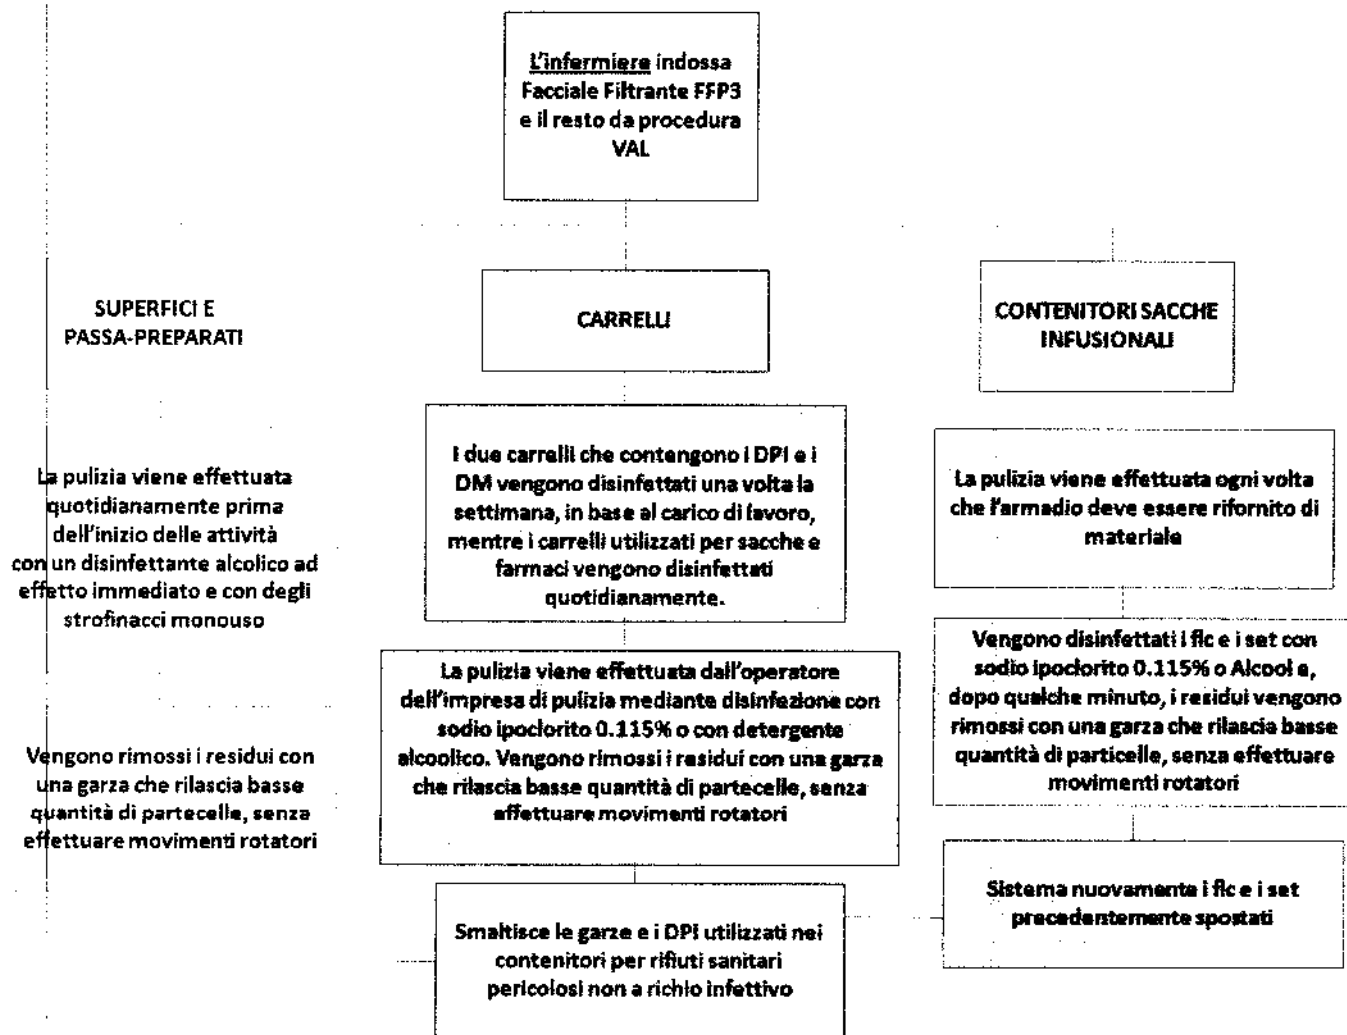 L'infermiere indossa
Facciale Filtrante FFP3
e il resto da procedura
VAL
SUPERFICI E
PASSA-PREPARATI
CARRELLI
CONTENITORI SACCHE
INFUSIONALI
La pulizia viene effettuata
quotidianamente prima
dell'inizio delle attività
con un disinfettante alcolico ad
effetto immediato e con degli
strofinacci monouso
I due carrelli che contengono i DPI e i
DM vengono disinfettati una volta la
settimana, in base al carico di lavoro,
mentre i carrelli utilizzati per sacche e
farmaci vengono disinfettati
quotidianamente.
La pulizia viene effettuata ogni volta
che l'armadio deve essere rifornito di
materiale
Vengono rimossi i residui con
una garza che rilascia basse
quantità di partecelle, senza
effettuare movimenti rotatori
La pulizia viene effettuata dall'operatore
dell'impresa di pulizia mediante disinfezione con
sodio ipoclorito 0.115% o con detergente
alcoolico. Vengono rimossi i residui con una garza
che rilascia basse quantità di partecelle, senza
effettuare movimenti rotatori
Vengono disinfettati i flc e i set con
sodio ipoclorito 0.115% o Alcool e,
dopo qualche minuto, i residui vengono
rimossi con una garza che rilascia basse
quantità di particelle, senza effettuare
movimenti rotatori
Smaltisce le garze e i DPI utilizzati nei
contenitori per rifiuti sanitari
pericolosi non a richio infettivo
Sistema nuovamente i flc e i set
precedentemente spostati